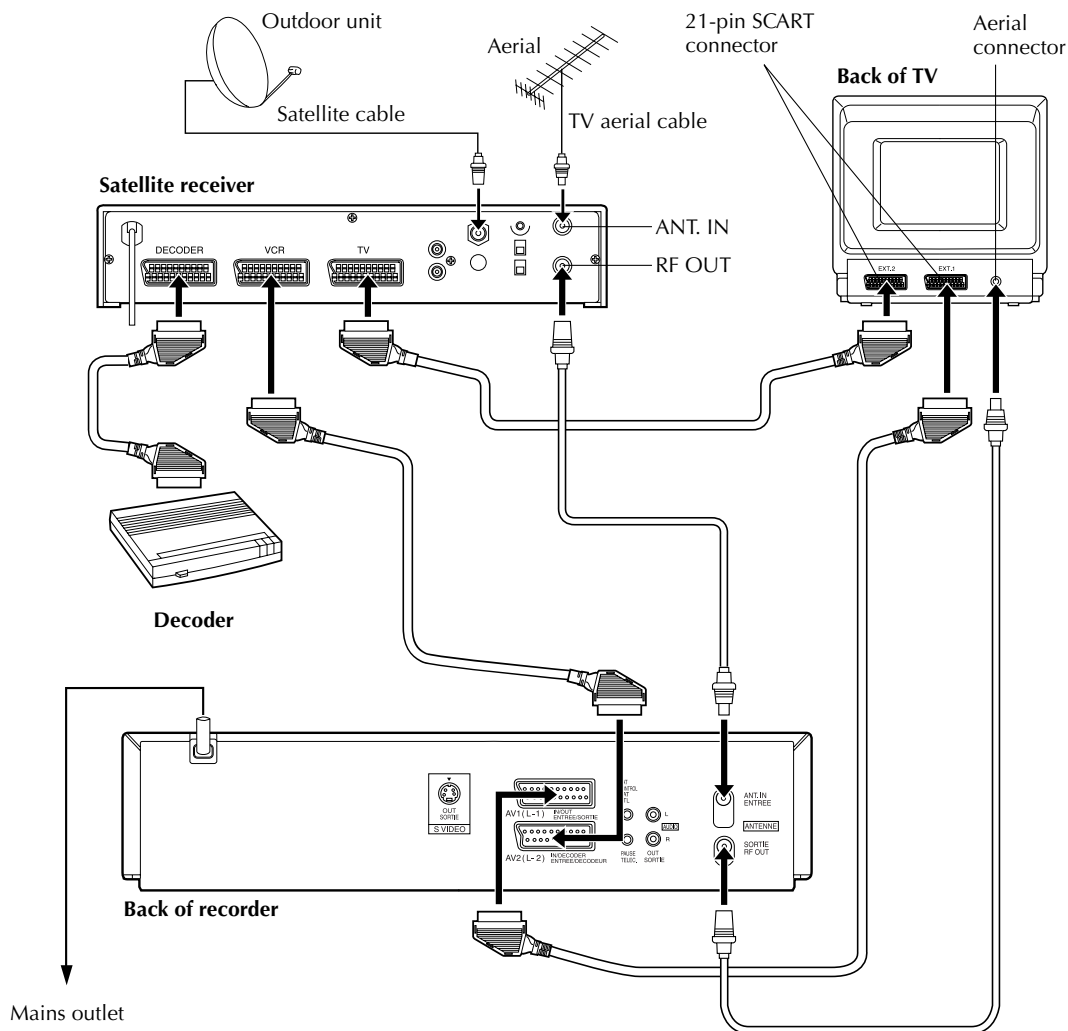 Outdoor unit
Aerial
21-pin SCART
connector
Aerial
connector
Back of TV
Satellite cable
TV aerial cable
Satellite receiver
ANT. IN
RF OUT
DECODER
VCR
TV
EXT.2
EXT.1
Decoder
OUT
SORTIE
S VIDEO
AV1 (L-1)
IN/OUT
ENTREE/SORTIE
AV2 (L-2)
IN/DECODER
ENTREE/DECODEUR
PAUSE
TELEC.
L
AUDIO
R
OUT
SORTIE
ANT. IN
ENTREE
ANTENNE
SORTIE
RF OUT
Back of recorder
Mains outlet